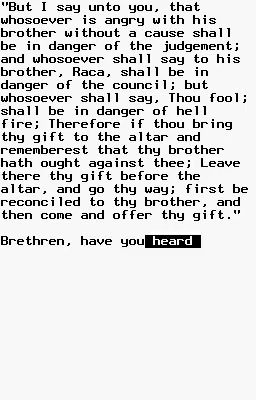 "But I say unto you, that
whosoever is angry with his
brother without a cause shall
be in danger of the judgement;
and whosoever shall say to his
brother, Raca, shall be in
danger of the council; but
whosoever shall say, Thou fool;
shall be in danger of hell
fire; Therefore if thou bring
thy gift to the altar and
rememberest that thy brother
hath ought against thee; Leave
there thy gift before the
altar, and go thy way; first be
reconciled to thy brother, and
then come and offer thy gift."
Brethren, have you heard